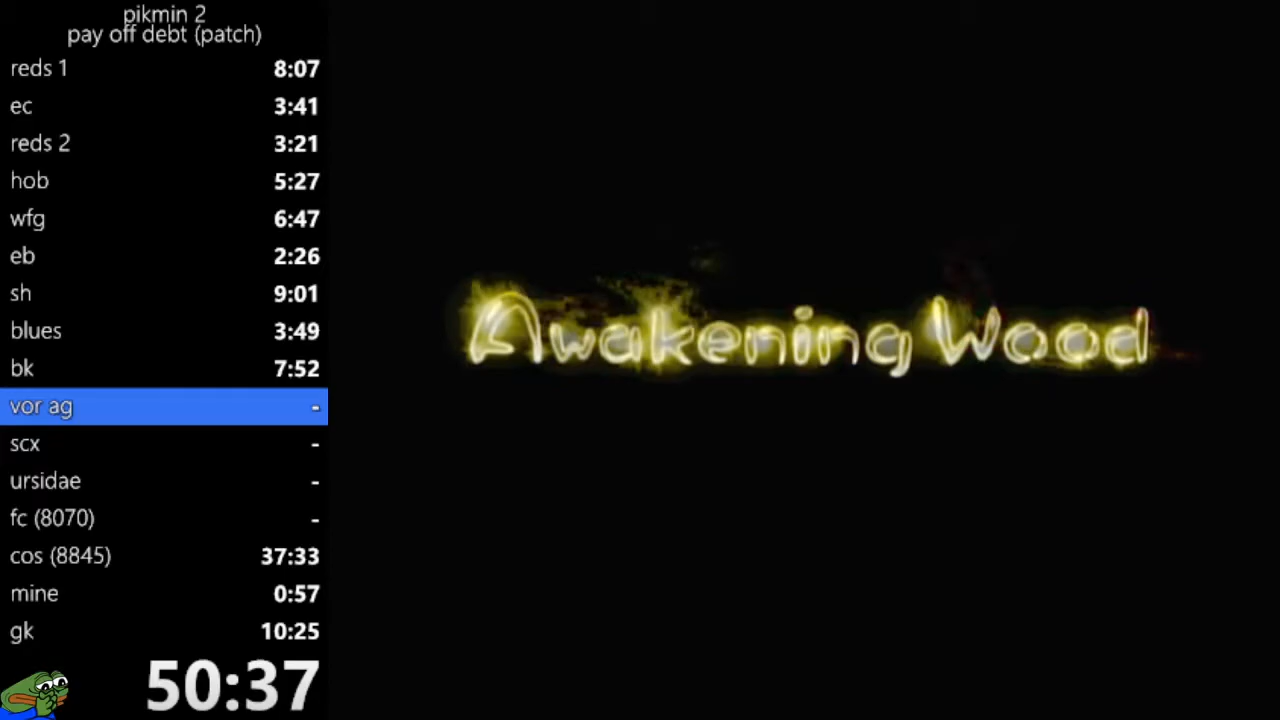 pikmin 2
pay off debt (patch)
reds 1 8:07
ec 3:41
reds 2 3:21
hob 5:27
wfg 6:47
eb 2:26
sh 9:01
blues 3:49
bk 7:52
vor ag -
scx -
ursidae -
fc (8070) -
cos (8845) 37:33
mine 0:57
gk 10:25
50:37
Awakening Wood